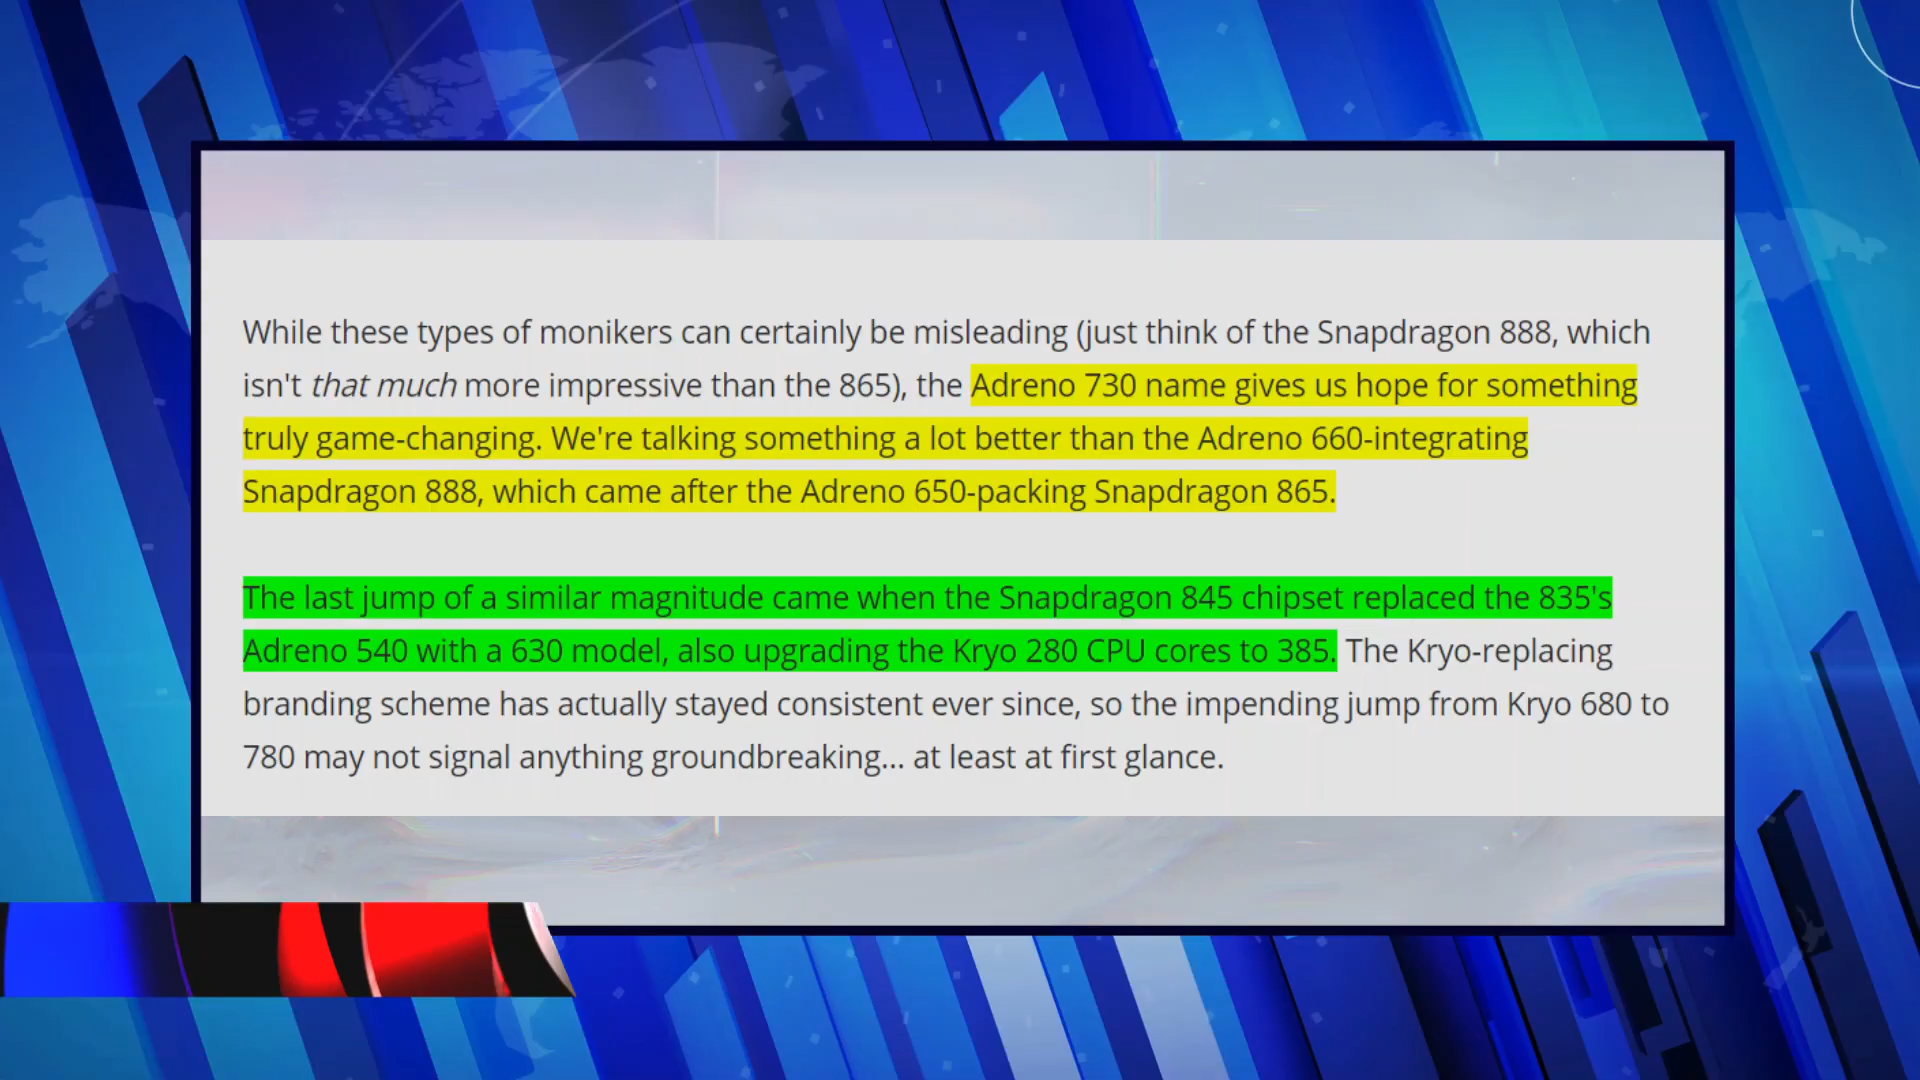 While these types of monikers can certainly be misleading (just think of the Snapdragon 888, which
isn't that much more impressive than the 865), the Adreno 730 name gives us hope for something
truly game-changing. We're talking something a lot better than the Adreno 660-integrating
Snapdragon 888, which came after the Adreno 650-packing Snapdragon 865.
The last jump of a similar magnitude came when the Snapdragon 845 chipset replaced the 835's
Adreno 540 with a 630 model, also upgrading the Kryo 280 CPU cores to 385. The Kryo-replacing
branding scheme has actually stayed consistent ever since, so the impending jump from Kryo 680 to
780 may not signal anything groundbreaking... at least at first glance.